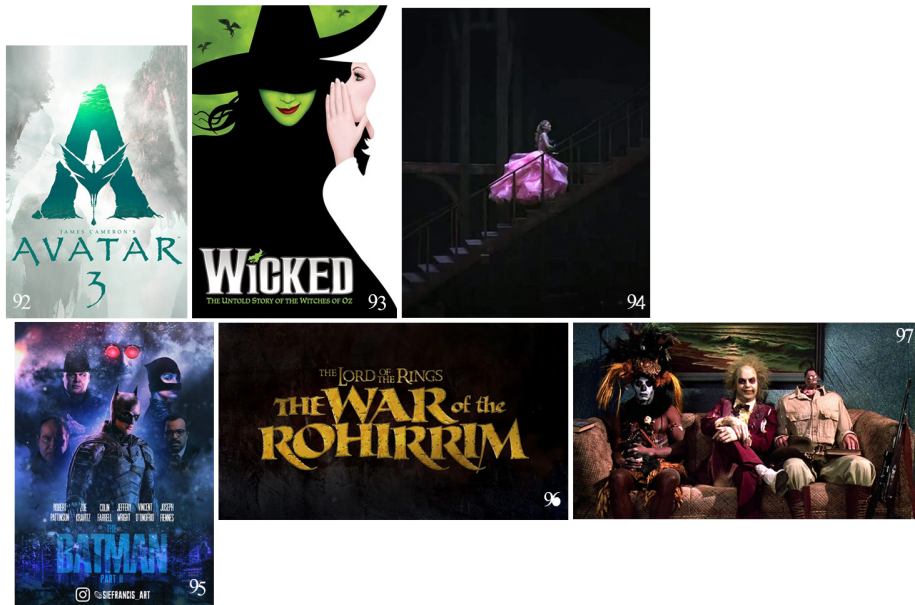 JAMES CAMERON'S
AVATAR
3
92
WICKED
THE UNTOLD STORY OF THE WITCHES OF OZ
93
94
ROBERT PATTINSON
ZOË KRAVITZ
COLIN FARRELL
JEFFREY WRIGHT
VINCENT D'ONOFRIO
JOSEPH FIENNES
THE
BATMAN
PART II
@SIEFRANCIS_ART
95
THE LORD OF THE RINGS
THE WAR of the
ROHIRRIM
96
97